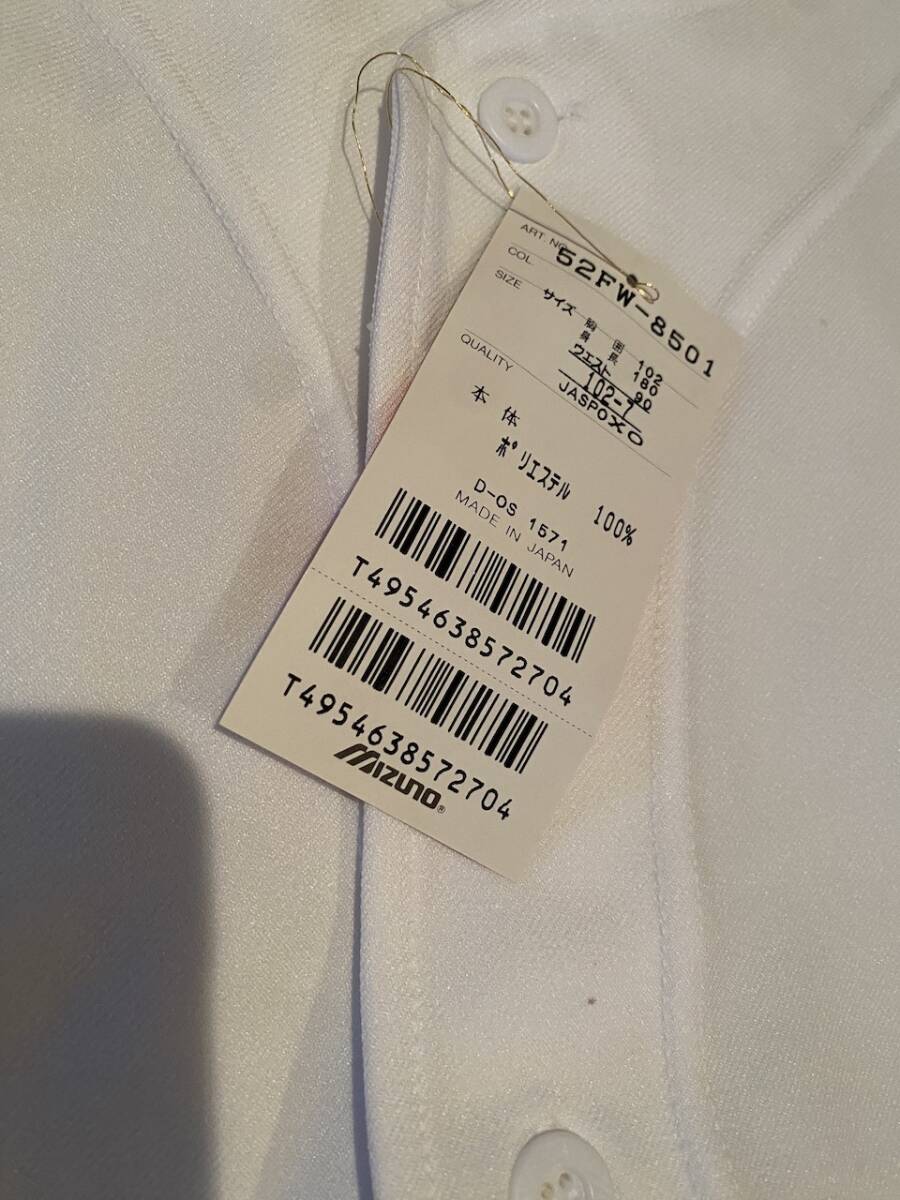 ART. NO. 52FW-8501
COL.
SIZE サイズ 胸囲 102
身長 180
ウエスト 90
102-7
JASPO XO
QUALITY
本体
ポリエステル 100%
D-OS 1571
MADE IN JAPAN
T4954638572704
T4954638572704
MIZUNO®